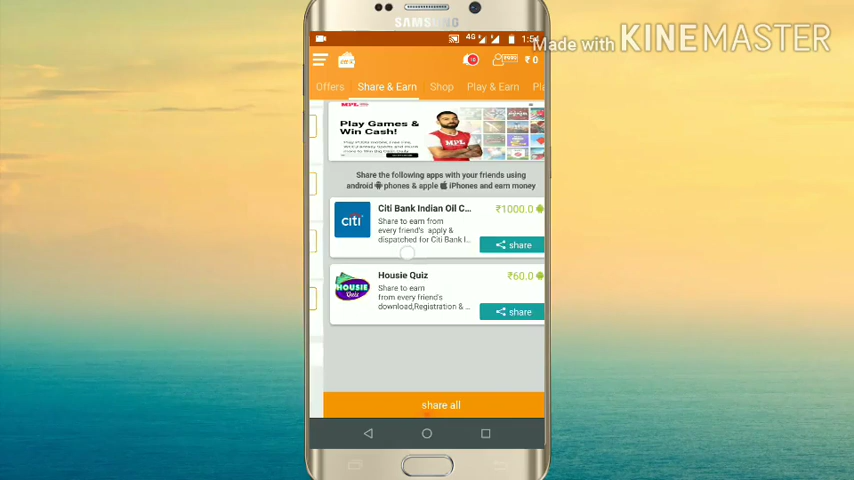 SAMSUNG
4G
1:54
Made with KINEMASTER
₹ 0
Offers
Share & Earn
Shop
Play & Earn
Pla
MPL
Play Games &
Win Cash!
MPL
Share the following apps with your friends using
android phones & apple iPhones and earn money
citi
Citi Bank Indian Oil C...
₹1000.0
Share to earn from
every friend's apply &
dispatched for Citi Bank I...
share
HOUSIE
Quiz
Housie Quiz
₹60.0
Share to earn
from every friend's
download,Registration & ...
share
share all